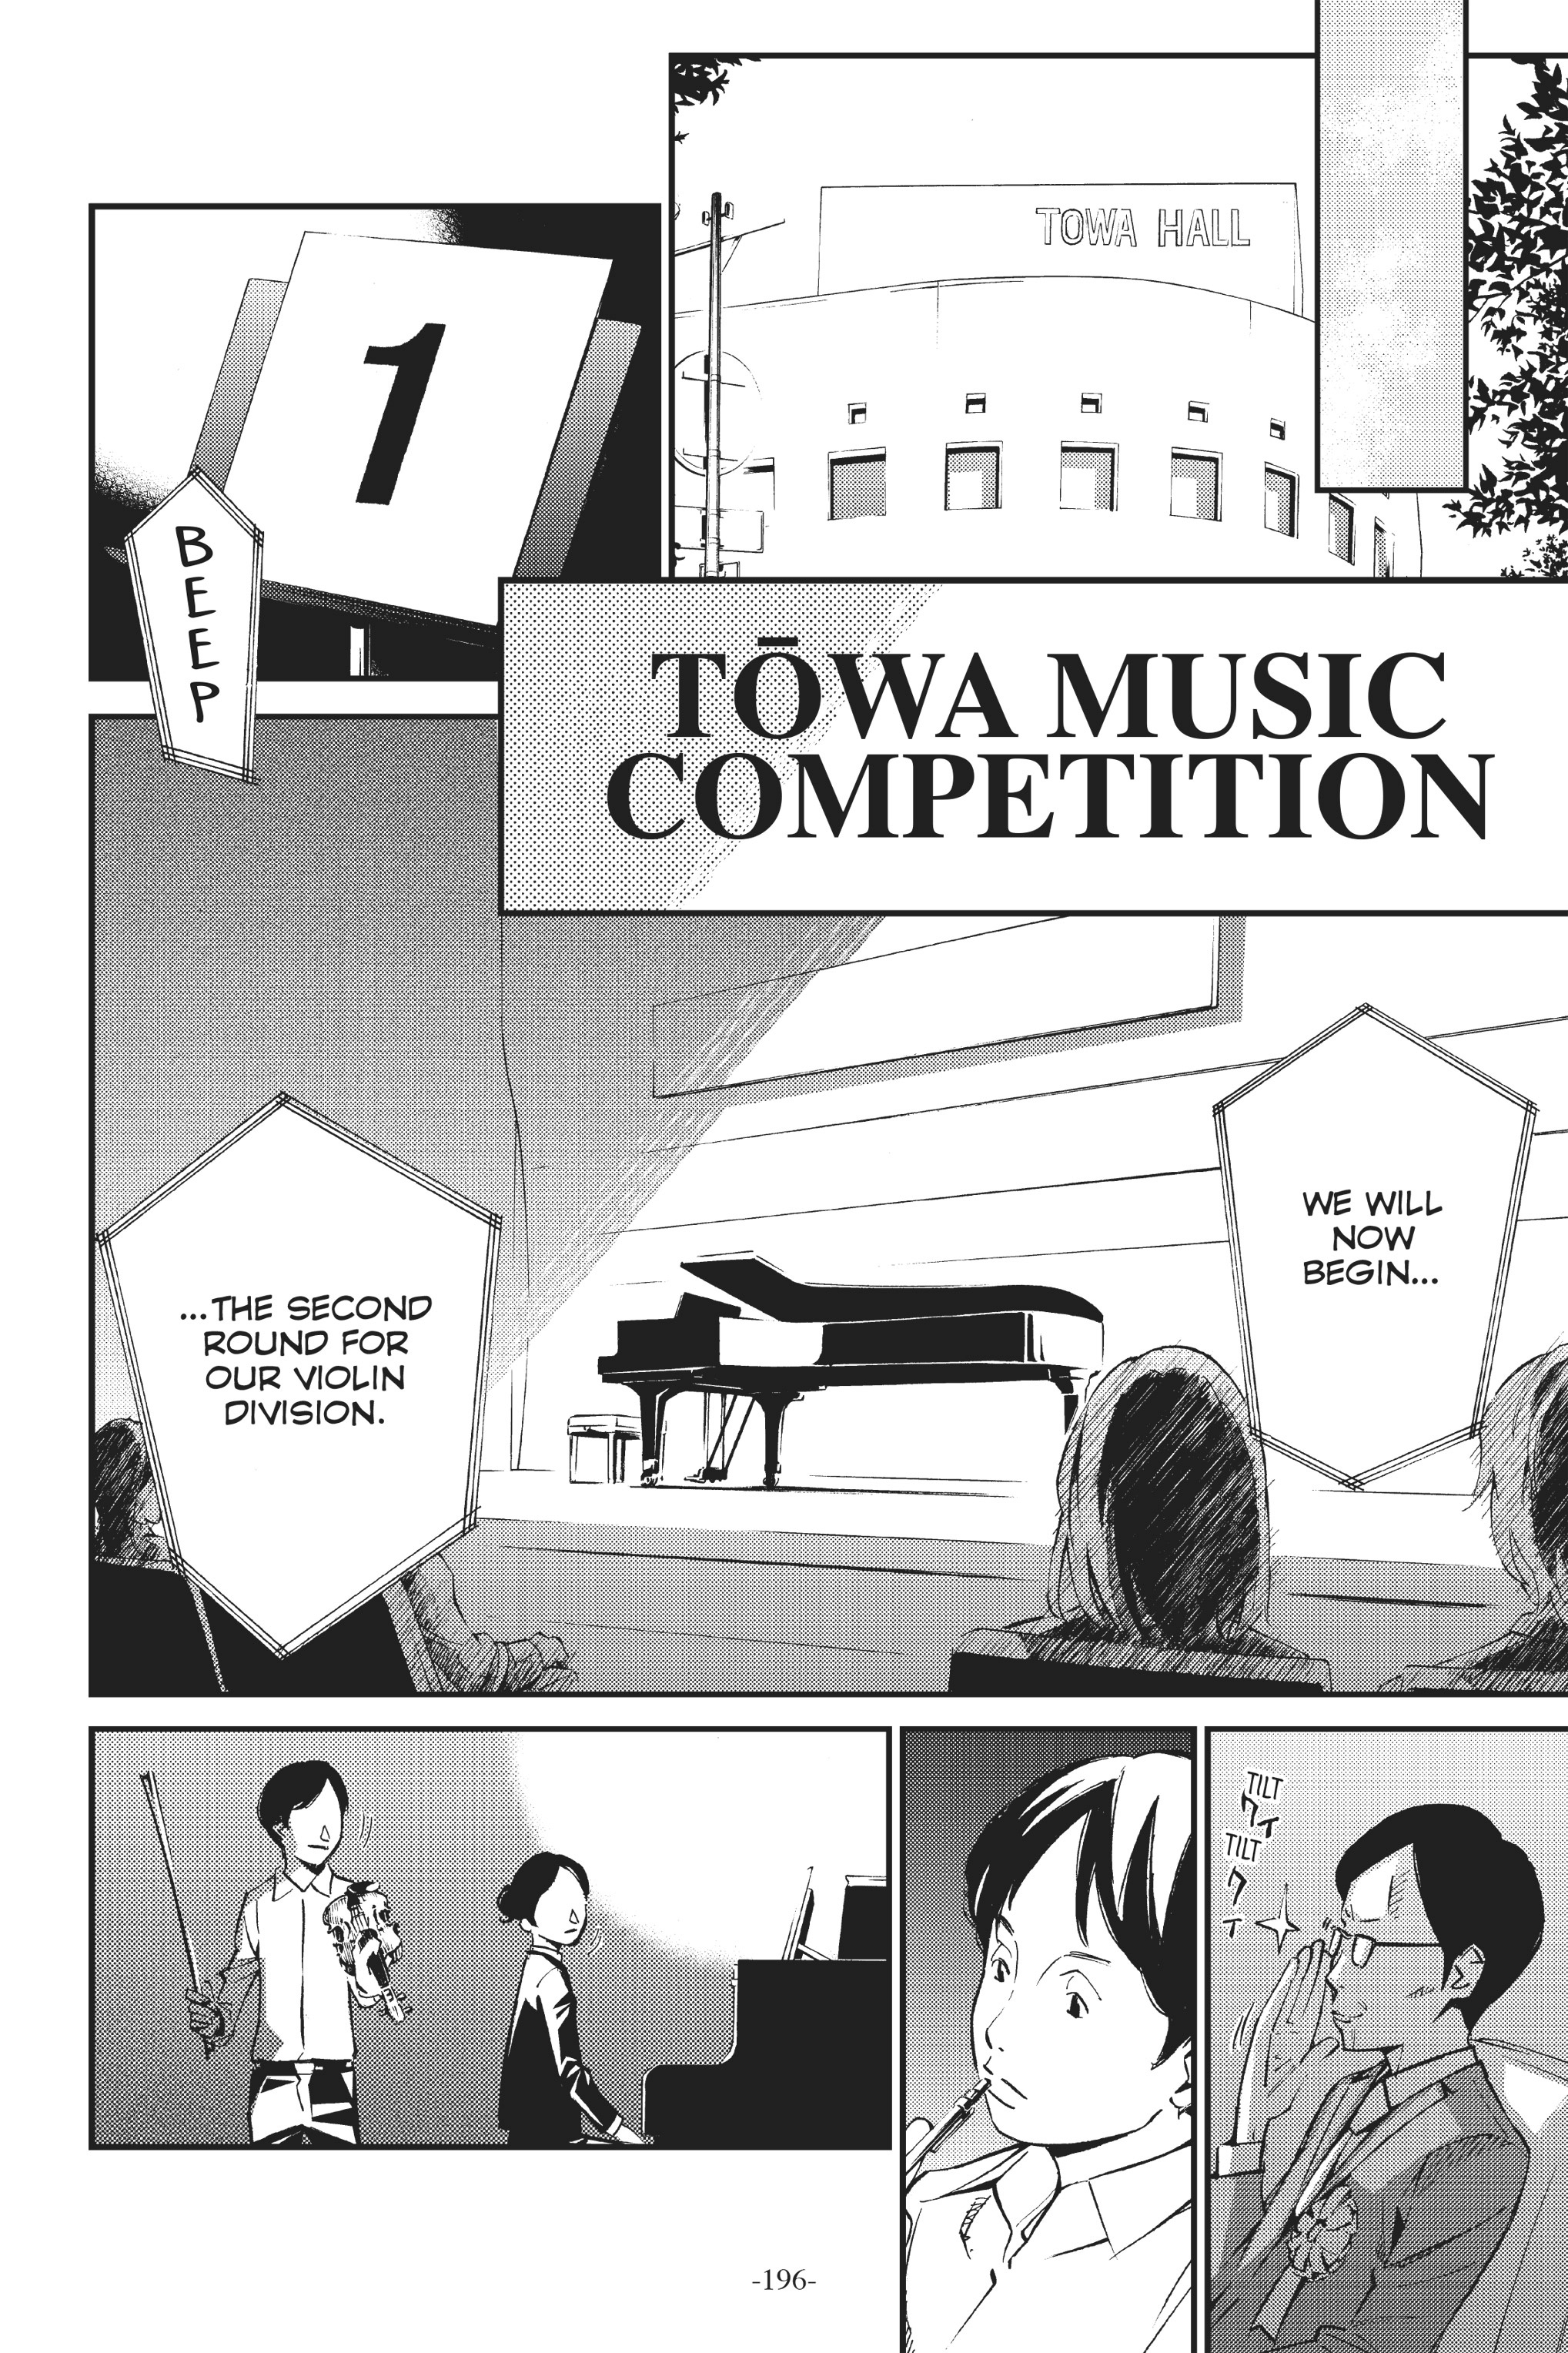 TOWA HALL
1
BEEP
TŌWA MUSIC
COMPETITION
WE WILL
NOW
BEGIN...
...THE SECOND
ROUND FOR
OUR VIOLIN
DIVISION.
TILT
クイ
TILT
クイ
-196-